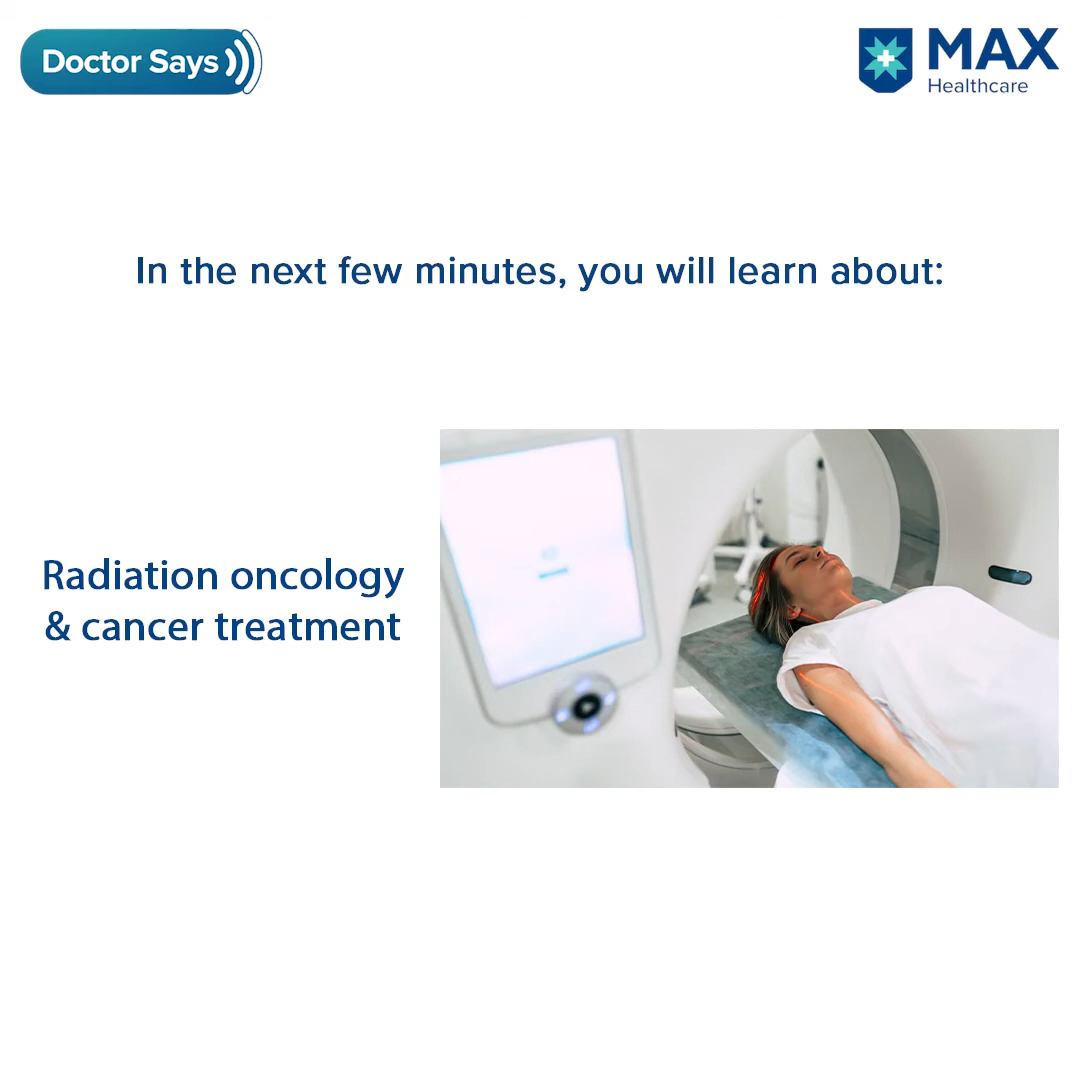 Doctor Says
MAX
Healthcare
In the next few minutes, you will learn about:
Radiation oncology
& cancer treatment